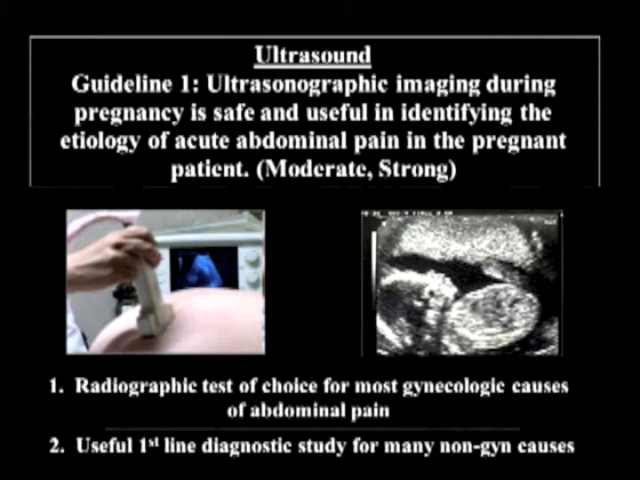 Ultrasound
Guideline 1: Ultrasonographic imaging during
pregnancy is safe and useful in identifying the
etiology of acute abdominal pain in the pregnant
patient. (Moderate, Strong)
1. Radiographic test of choice for most gynecologic causes
of abdominal pain
2. Useful 1st line diagnostic study for many non-gyn causes